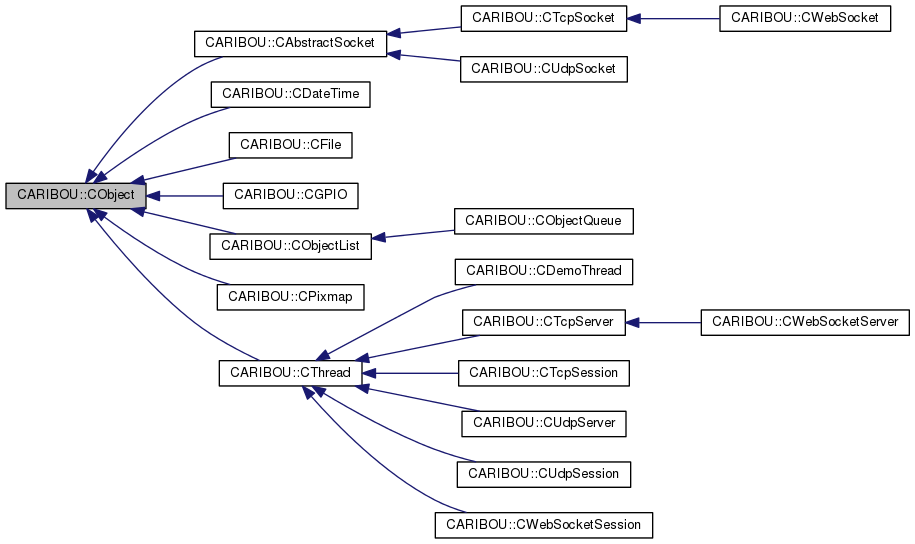 CARIBOU::CTcpSocket
CARIBOU::CWebSocket
CARIBOU::CAbstractSocket
CARIBOU::CUdpSocket
CARIBOU::CDateTime
CARIBOU::CFile
CARIBOU::CObject
CARIBOU::CGPIO
CARIBOU::CObjectQueue
CARIBOU::CObjectList
CARIBOU::CDemoThread
CARIBOU::CPixmap
CARIBOU::CTcpServer
CARIBOU::CWebSocketServer
CARIBOU::CThread
CARIBOU::CTcpSession
CARIBOU::CUdpServer
CARIBOU::CUdpSession
CARIBOU::CWebSocketSession